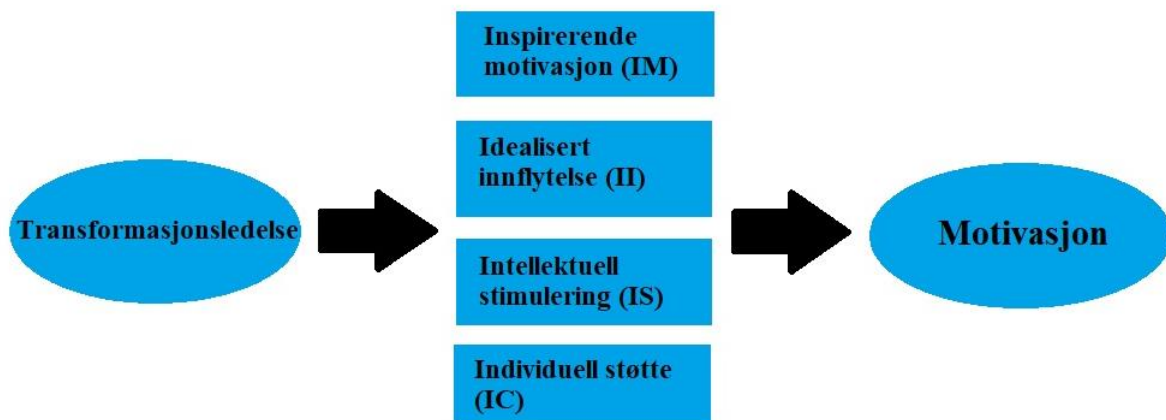 Transformasjonsledelse
Inspirerende
motivasjon (IM)
Idealisert
innflytelse (II)
Intellektuell
stimulering (IS)
Individuell støtte
(IC)
Motivasjon